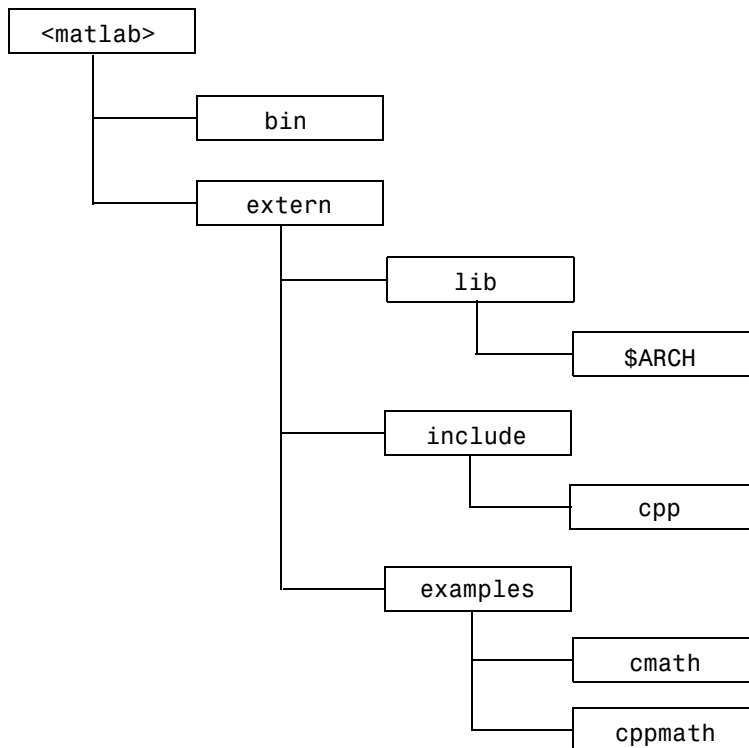 <matlab>
bin
extern
lib
$ARCH
include
cpp
examples
cmath
cppmath